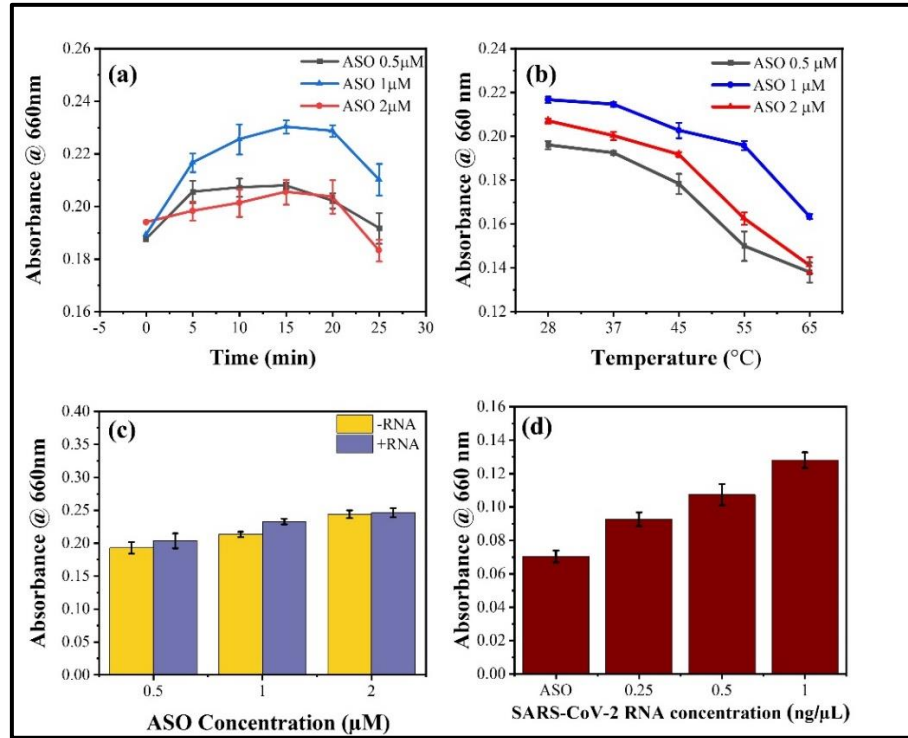 (a)
ASO 0.5µM
ASO 1µM
ASO 2µM
0.26
0.24
0.22
0.20
0.18
0.16
Absorbance @ 660nm
-5 0 5 10 15 20 25 30
Time (min)
(b)
ASO 0.5 µM
ASO 1 µM
ASO 2 µM
0.24
0.22
0.20
0.18
0.16
0.14
0.12
Absorbance @ 660 nm
28 37 45 55 65
Temperature (°C)
(c)
-RNA
+RNA
0.40
0.35
0.30
0.25
0.20
0.15
0.10
0.05
0.00
Absorbance @ 660nm
0.5 1 2
ASO Concentration (µM)
(d)
0.16
0.14
0.12
0.10
0.08
0.06
0.04
0.02
0.00
Absorbance @ 660 nm
ASO 0.25 0.5 1
SARS-CoV-2 RNA concentration (ng/µL)